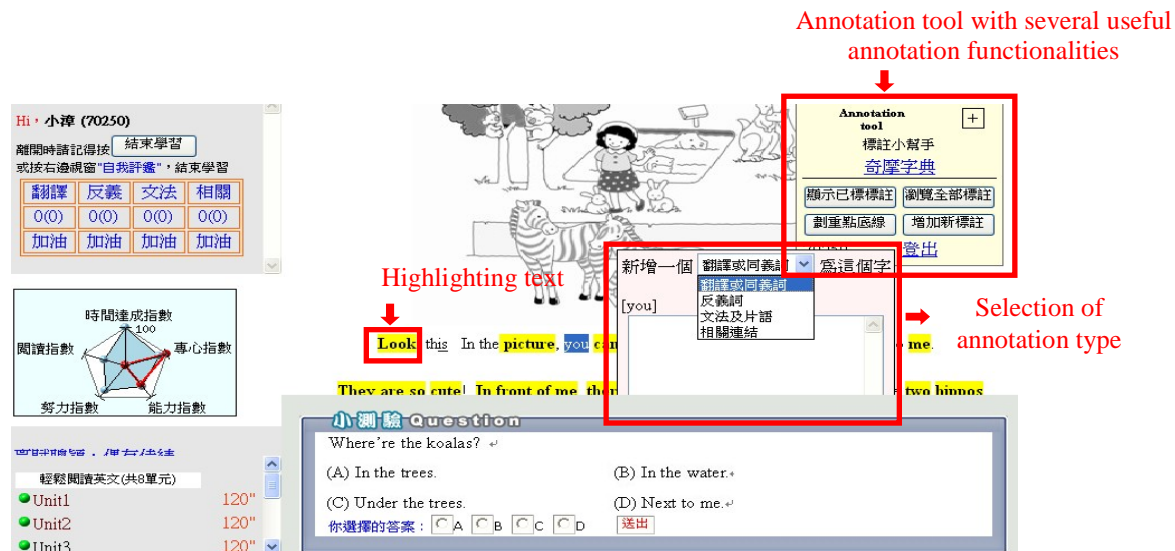 Annotation tool with several useful
annotation functionalities
Hi，小漳 (70250)
離開時請記得按 結束學習
或按右邊視窗"自我評鑑"，結束學習
翻譯 反義 文法 相關
0(0) 0(0) 0(0) 0(0)
加油 加油 加油 加油
Annotation
tool
+
標註小幫手
奇摩字典
顯示已標標註 瀏覽全部標註
劃重點底線 增加新標註
登出
新增一個 翻譯或同義詞 為這個字
翻譯或同義詞
反義詞
文法及片語
相關連結
[you]
Highlighting text
Selection of
annotation type
時間達成指數
100
閱讀指數
專心指數
努力指數
能力指數
Look this In the picture, you can me.
They are so cute! In front of me, two hippos
小測驗 Question
Where're the koalas?
(A) In the trees. (B) In the water.
(C) Under the trees. (D) Next to me.
你選擇的答案： A B C D 送出
輕鬆閱讀英文(共8單元)
Unit1 120"
Unit2 120"
Unit3 120"